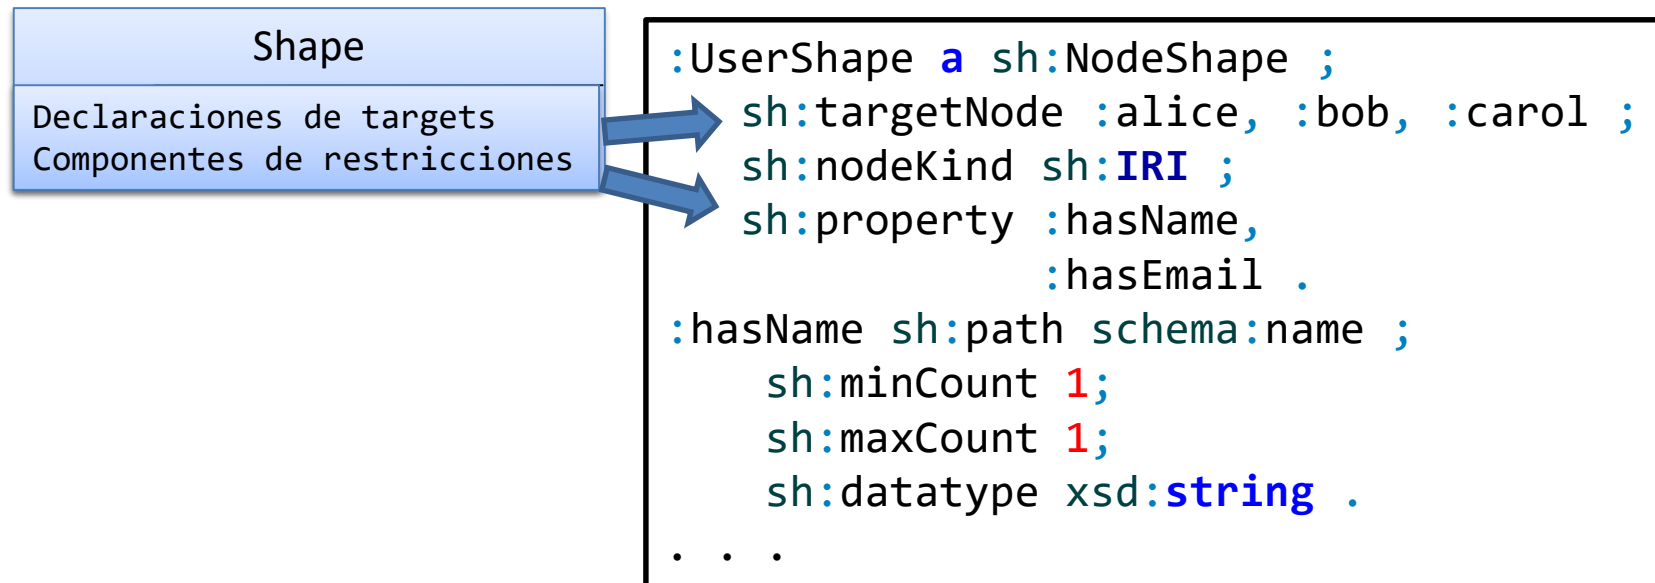 Shape
Declaraciones de targets
Componentes de restricciones
:UserShape a sh:NodeShape ;
sh:targetNode :alice, :bob, :carol ;
sh:nodeKind sh:IRI ;
sh:property :hasName,
:hasEmail .
:hasName sh:path schema:name ;
sh:minCount 1;
sh:maxCount 1;
sh:datatype xsd:string .
. . .